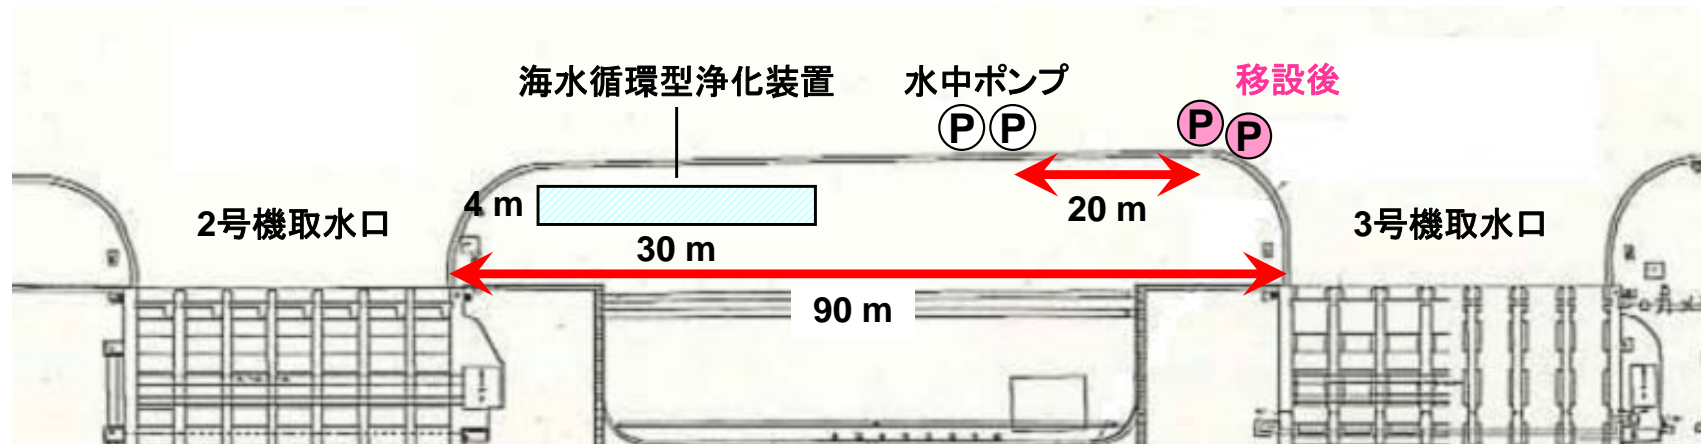 海水循環型浄化装置
水中ポンプ
移設後
P P
P
P
4 m
30 m
20 m
2号機取水口
3号機取水口
90 m